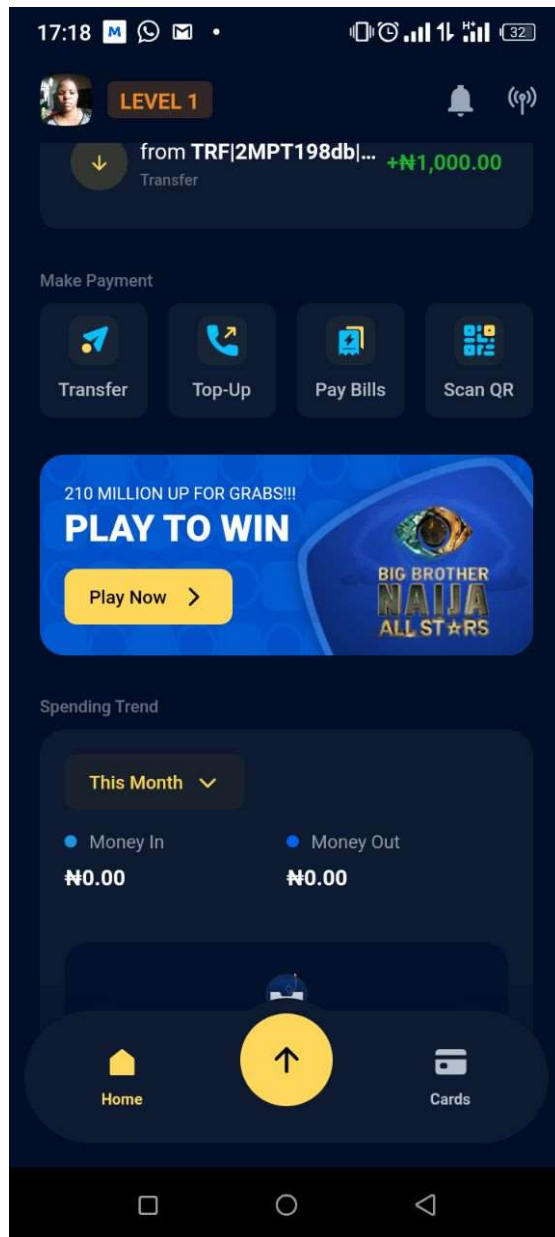 17:18 M 32
LEVEL 1
from TRF|2MPT198db|... +₦1,000.00
Transfer
Make Payment
Transfer Top-Up Pay Bills Scan QR
210 MILLION UP FOR GRABS!!!
PLAY TO WIN
Play Now
BIG BROTHER
NAIJA
ALL ST★RS
Spending Trend
This Month
Money In Money Out
₦0.00 ₦0.00
Home Cards